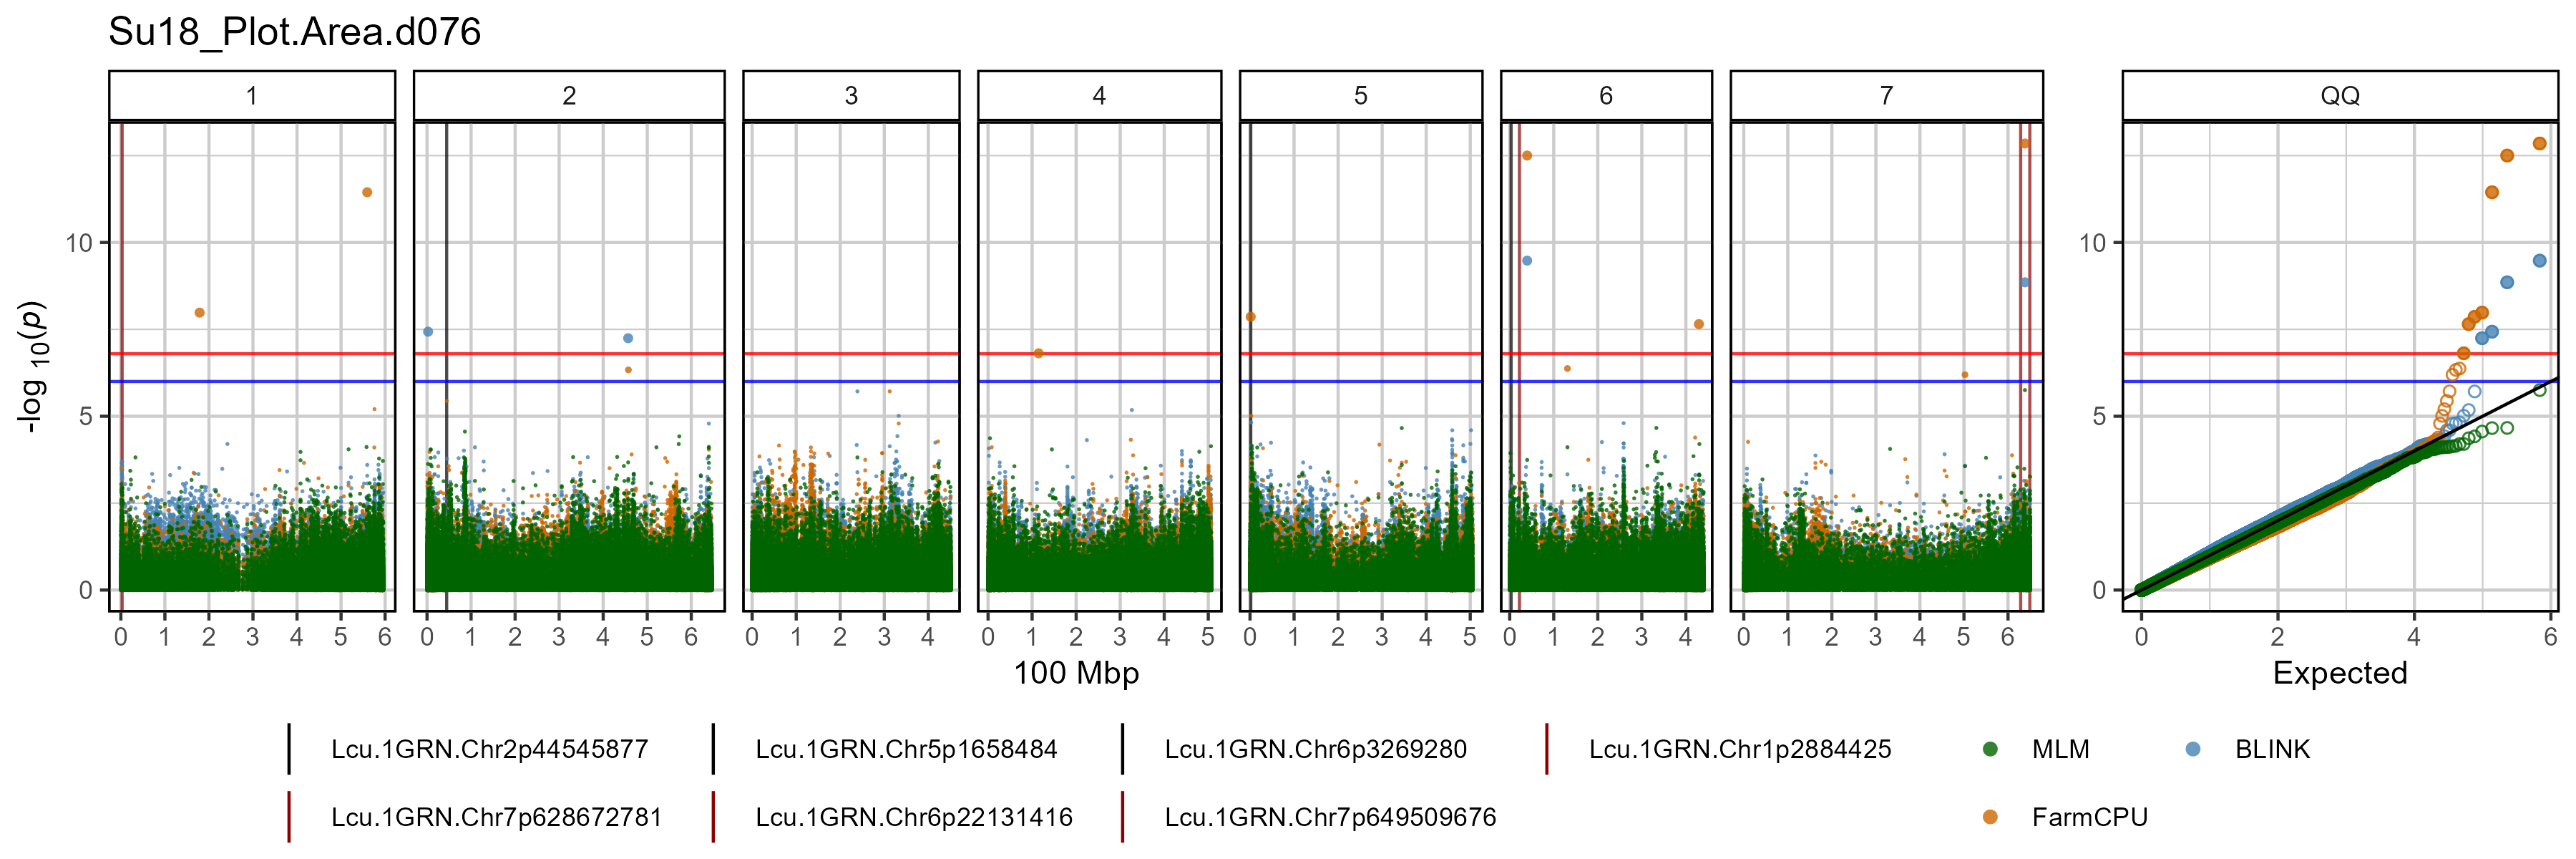 Su18_Plot.Area.d076
1 2 3 4 5 6 7 QQ
10 10
5 5
0 0
-log 10(p)
0 1 2 3 4 5 6 0 1 2 3 4 5 6 0 1 2 3 4 0 1 2 3 4 5 0 1 2 3 4 5 0 1 2 3 4 0 1 2 3 4 5 6 0 2 4 6
100 Mbp Expected
Lcu.1GRN.Chr2p44545877 Lcu.1GRN.Chr5p1658484 Lcu.1GRN.Chr6p3269280 Lcu.1GRN.Chr1p2884425 MLM BLINK
Lcu.1GRN.Chr7p628672781 Lcu.1GRN.Chr6p22131416 Lcu.1GRN.Chr7p649509676 FarmCPU